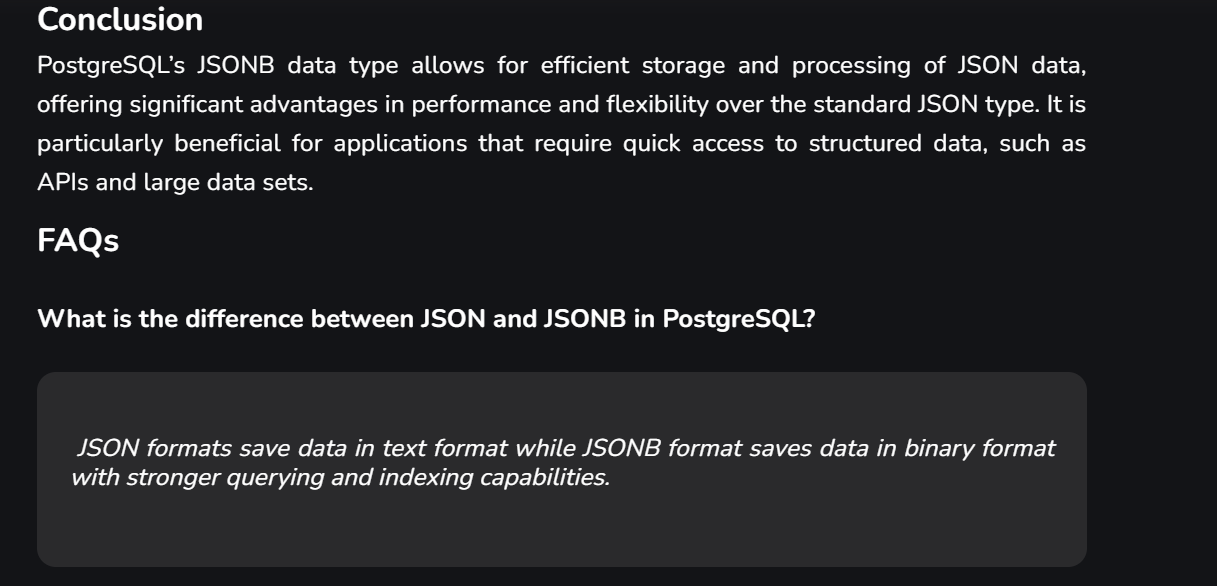 Conclusion
PostgreSQL’s JSONB data type allows for efficient storage and processing of JSON data,
offering significant advantages in performance and flexibility over the standard JSON type. It is
particularly beneficial for applications that require quick access to structured data, such as
APIs and large data sets.
FAQs
What is the difference between JSON and JSONB in PostgreSQL?
JSON formats save data in text format while JSONB format saves data in binary format
with stronger querying and indexing capabilities.